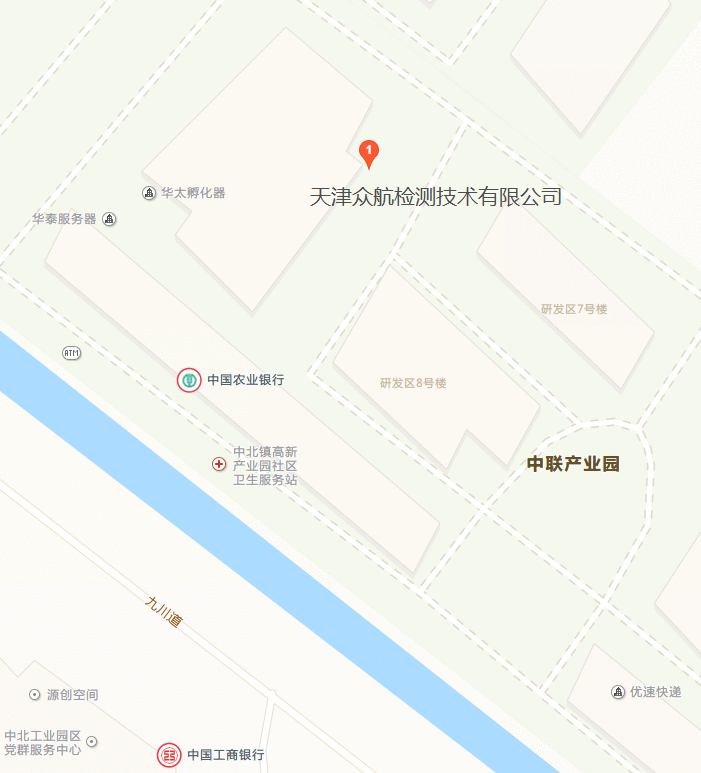 1
天津众航检测技术有限公司
华太孵化器
华泰服务器
研发区7号楼
ATM
中国农业银行
研发区8号楼
中北镇高新
产业园社区
卫生服务站
中联产业园
九川道
源创空间
优速快递
中北工业园区
党群服务中心
中国工商银行